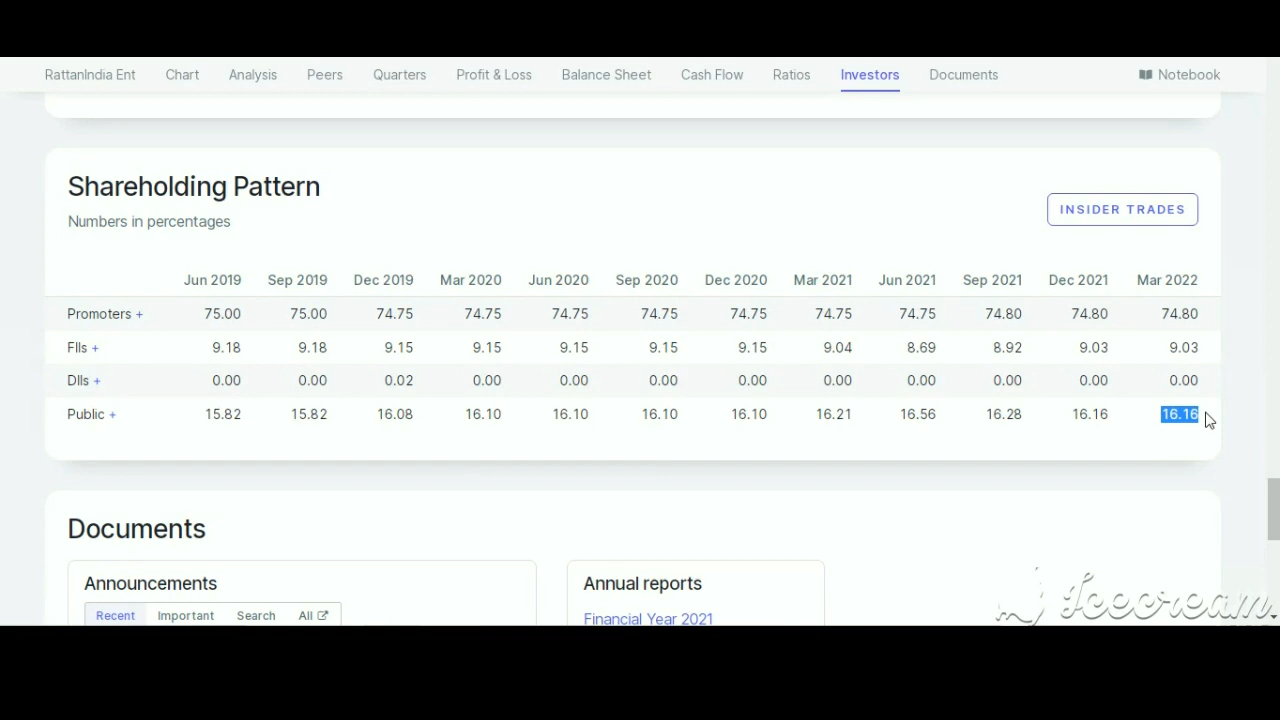 RattanIndia Ent Chart Analysis Peers Quarters Profit & Loss Balance Sheet Cash Flow Ratios Investors Documents Notebook
Shareholding Pattern
Numbers in percentages
INSIDER TRADES
Jun 2019 Sep 2019 Dec 2019 Mar 2020 Jun 2020 Sep 2020 Dec 2020 Mar 2021 Jun 2021 Sep 2021 Dec 2021 Mar 2022
Promoters + 75.00 75.00 74.75 74.75 74.75 74.75 74.75 74.75 74.75 74.80 74.80 74.80
FIIs + 9.18 9.18 9.15 9.15 9.15 9.15 9.15 9.04 8.69 8.92 9.03 9.03
DIIs + 0.00 0.00 0.02 0.00 0.00 0.00 0.00 0.00 0.00 0.00 0.00 0.00
Public + 15.82 15.82 16.08 16.10 16.10 16.10 16.10 16.21 16.56 16.28 16.16 16.16
Documents
Announcements
Recent Important Search All
Annual reports
Financial Year 2021
Icecream